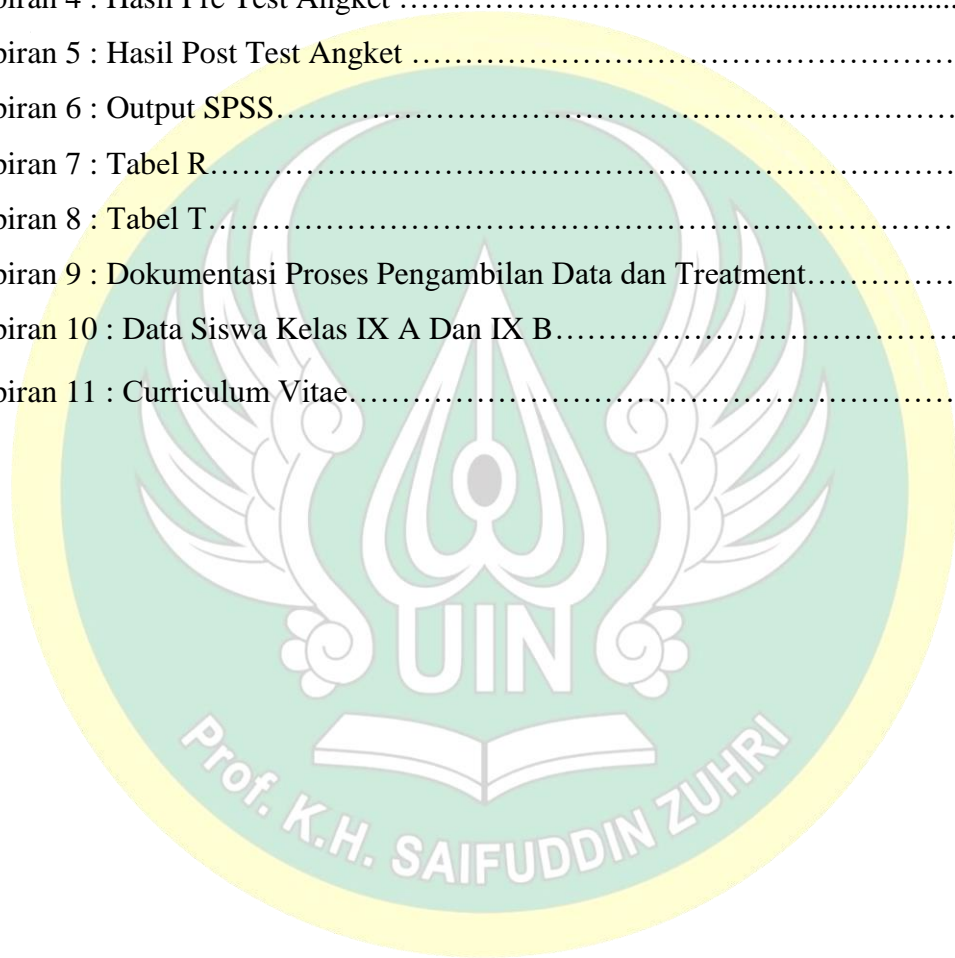 piran 4 : Hasil Pre Test Angket ……………………………......................
piran 5 : Hasil Post Test Angket ……………………………………………
piran 6 : Output SPSS……………………………………………………
piran 7 : Tabel R……………………………………………………………
piran 8 : Tabel T……………………………………………………………
piran 9 : Dokumentasi Proses Pengambilan Data dan Treatment……………
piran 10 : Data Siswa Kelas IX A Dan IX B…………………………………
piran 11 : Curriculum Vitae…………………………………………………
UIN
Prof. K.H. SAIFUDDIN ZUHRI